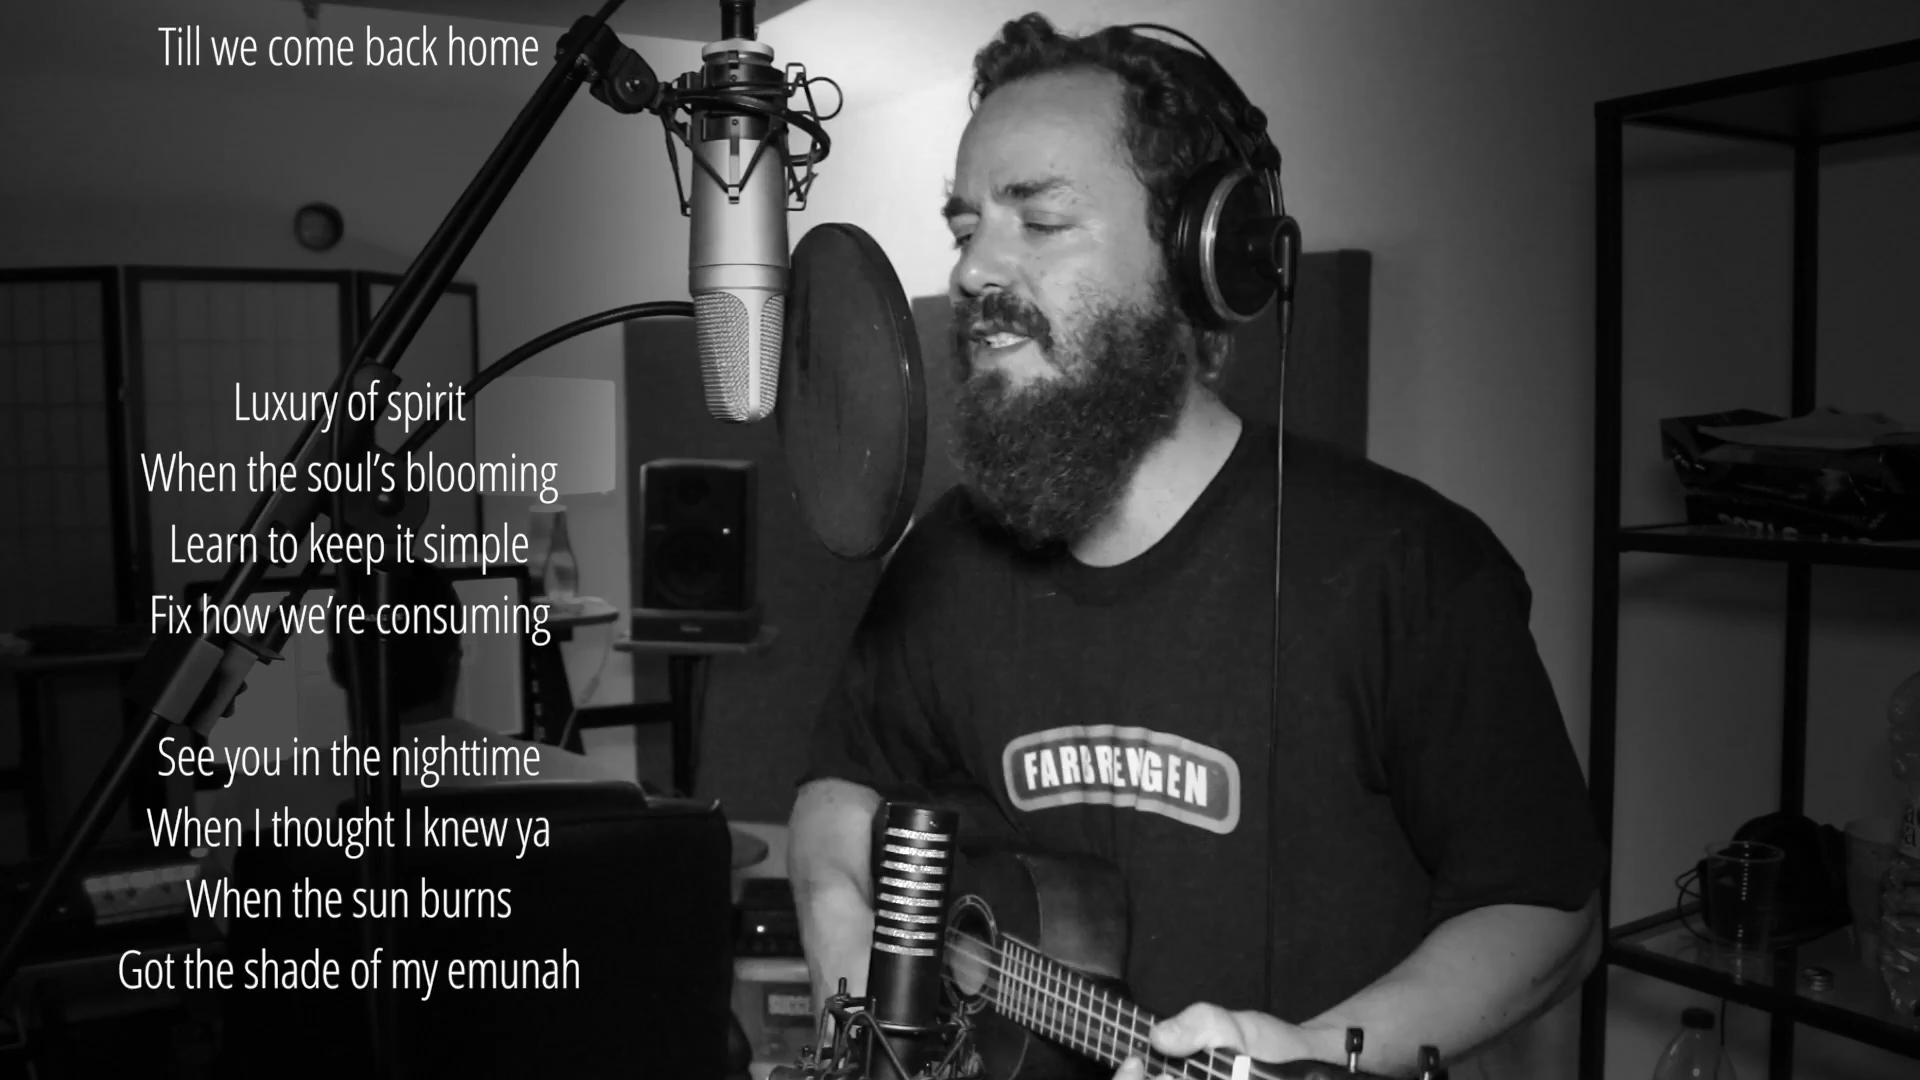 Till we come back home
Luxury of spirit
When the soul’s blooming
Learn to keep it simple
Fix how we’re consuming
See you in the nighttime
When I thought I knew ya
When the sun burns
Got the shade of my emunah
FARBRENGEN